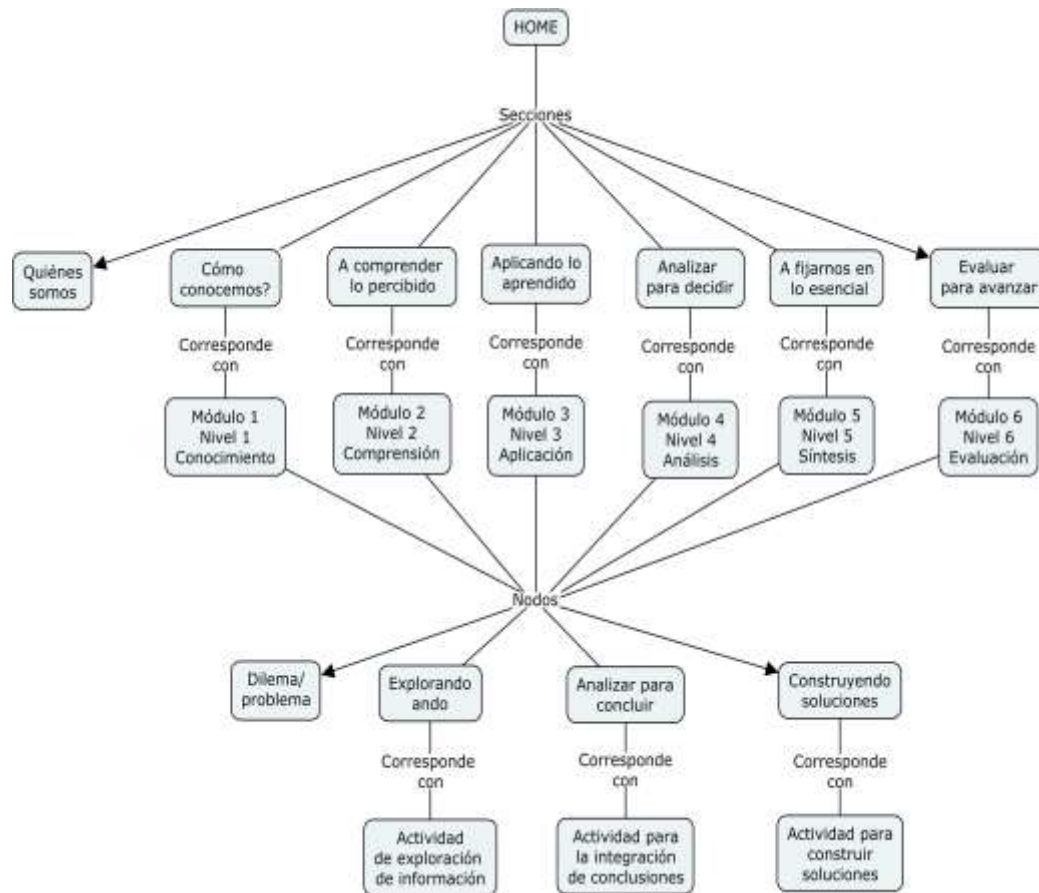 HOME
Secciones
Quiénes
somos
Cómo
conocemos?
A comprender
lo percibido
Aplicando lo
aprendido
Analizar
para decidir
A fijarnos en
lo esencial
Evaluar
para avanzar
Corresponde
con
Corresponde
con
Corresponde
con
Corresponde
con
Corresponde
con
Corresponde
con
Módulo 1
Nivel 1
Conocimiento
Módulo 2
Nivel 2
Comprensión
Módulo 3
Nivel 3
Aplicación
Módulo 4
Nivel 4
Análisis
Módulo 5
Nivel 5
Síntesis
Módulo 6
Nivel 6
Evaluación
Nodos
Dilema/
problema
Explorando
ando
Analizar para
concluir
Construyendo
soluciones
Corresponde
con
Corresponde
con
Corresponde
con
Actividad
de exploración
de información
Actividad para
la integración
de conclusiones
Actividad para
construir
soluciones